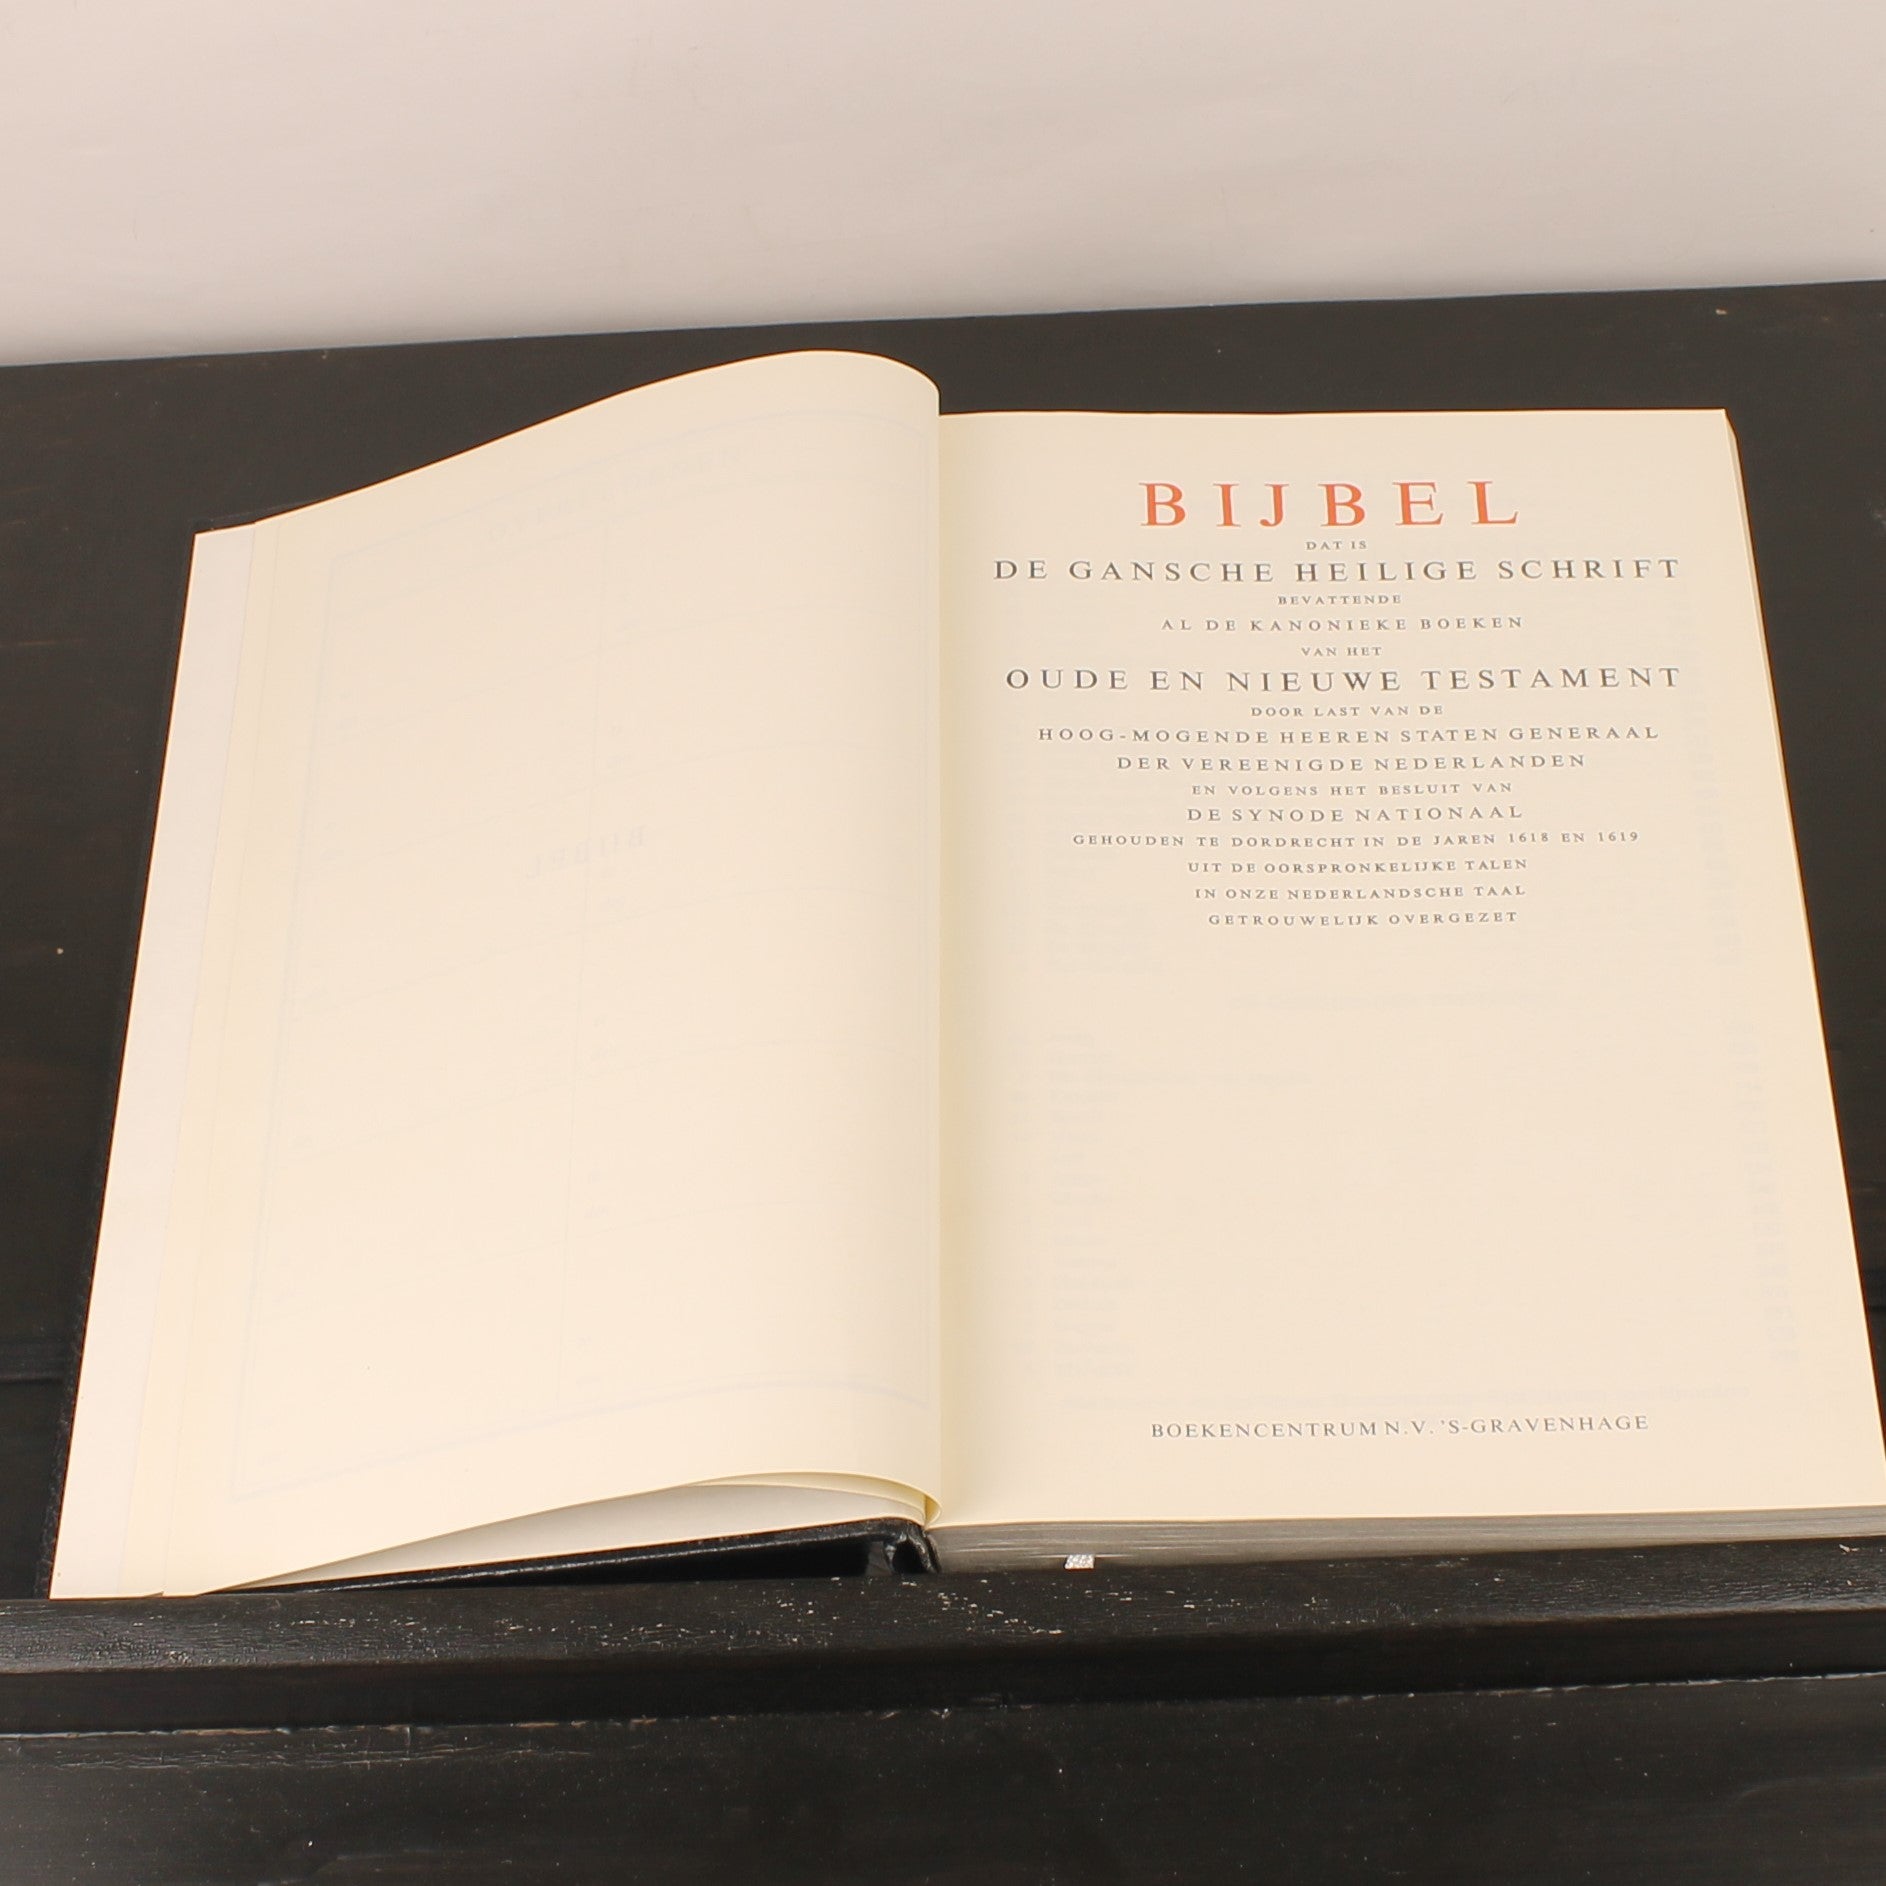 BIJBEL
DAT IS
DE GANSCHE HEILIGE SCHRIFT
BEVATTENDE
AL DE KANONIEKE BOEKEN
VAN HET
OUDE EN NIEUWE TESTAMENT
DOOR LAST VAN DE
HOOG-MOGENDE HEEREN STATEN GENERAAL
DER VEREENIGDE NEDERLANDEN
EN VOLGENS HET BESLUIT VAN
DE SYNODE NATIONAAL
GEHOUDEN TE DORDRECHT IN DE JAREN 1618 EN 1619
UIT DE OORSPRONKELIJKE TALEN
IN ONZE NEDERLANDSCHE TAAL
GETROUWELIJK OVERGEZET
BOEKENCENTRUM N.V. 'S-GRAVENHAGE